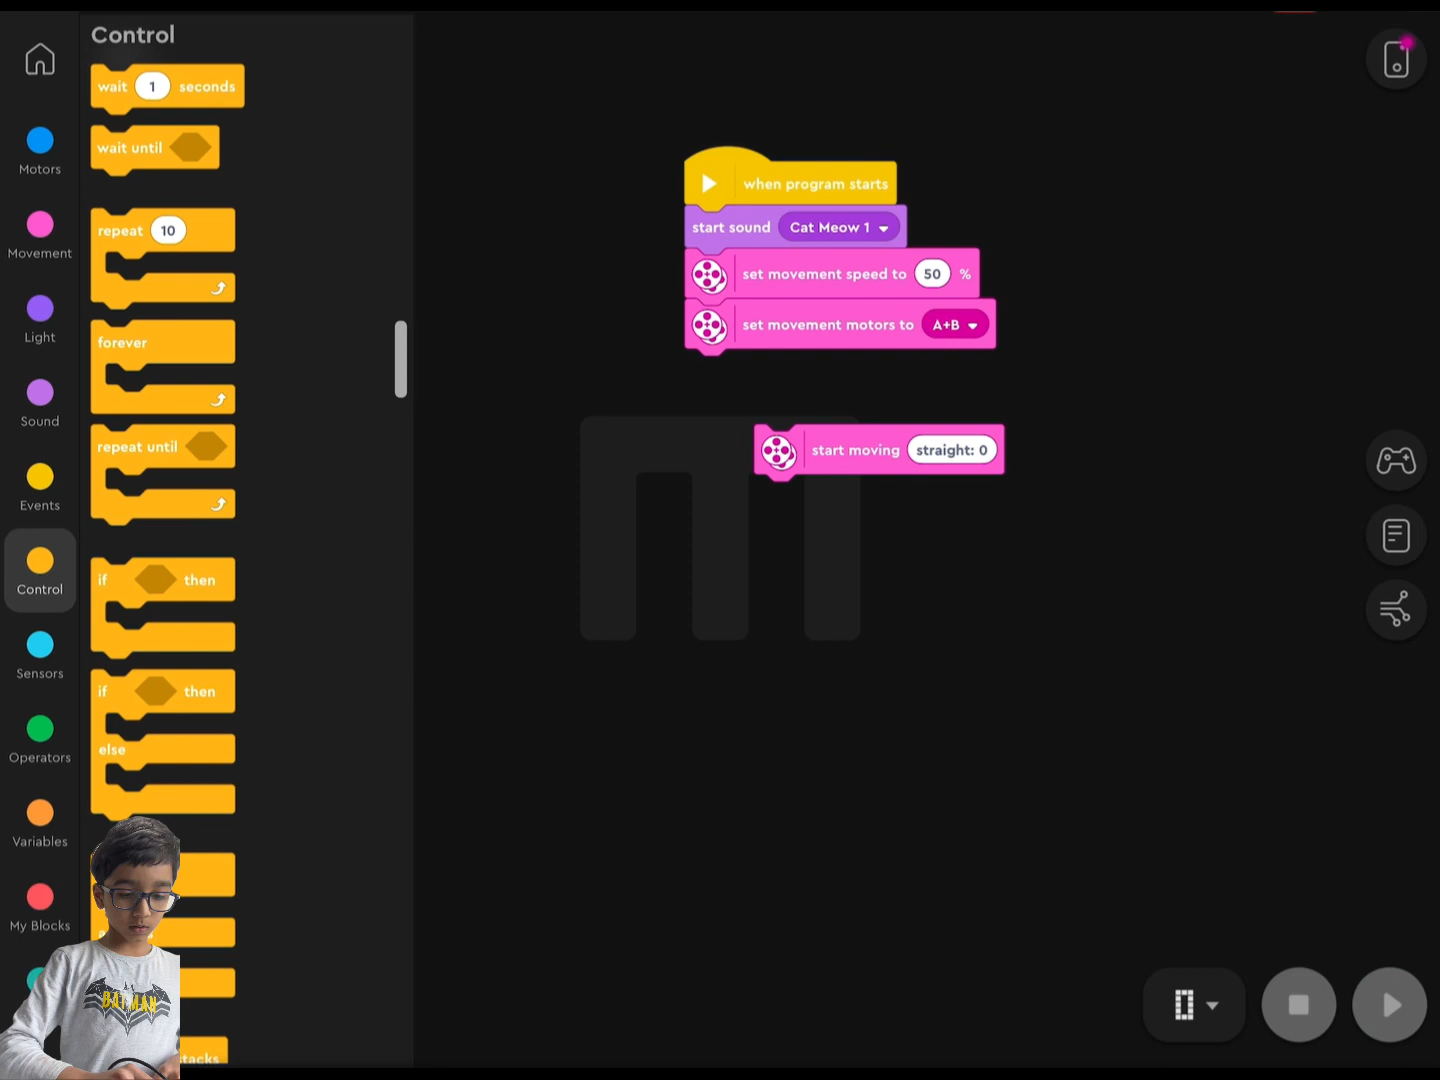 Control
Motors
Movement
Light
Sound
Events
Control
Sensors
Operators
Variables
My Blocks
wait 1 seconds
wait until
repeat 10
forever
repeat until
if then
if then
else
tacks
when program starts
start sound Cat Meow 1
set movement speed to 50 %
set movement motors to A+B
start moving straight: 0
BATMAN
0